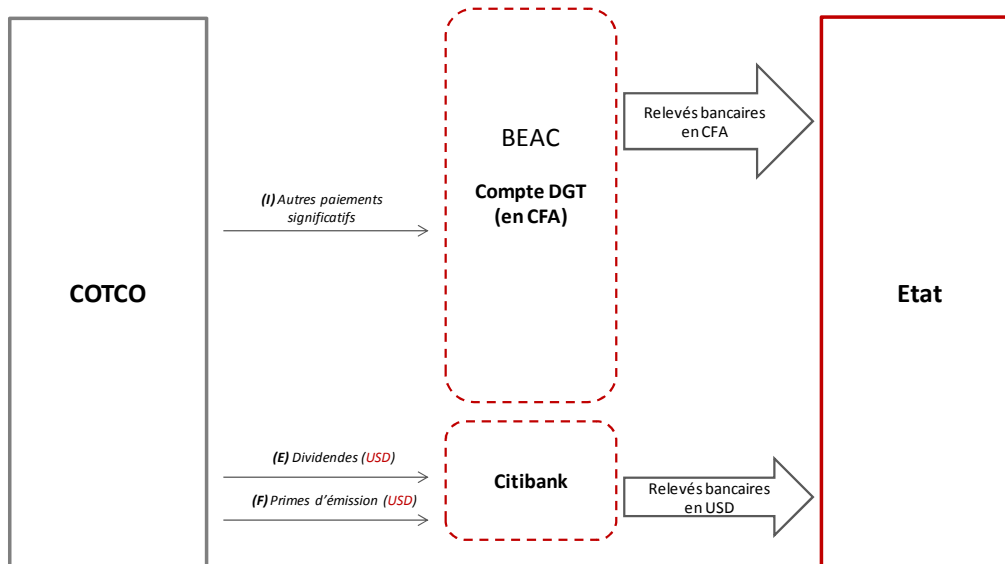 COTCO
(I) Autres paiements
significatifs
BEAC
Compte DGT
(en CFA)
Relevés bancaires
en CFA
Etat
(E) Dividendes (USD)
(F) Primes d'émission (USD)
Citibank
Relevés bancaires
en USD